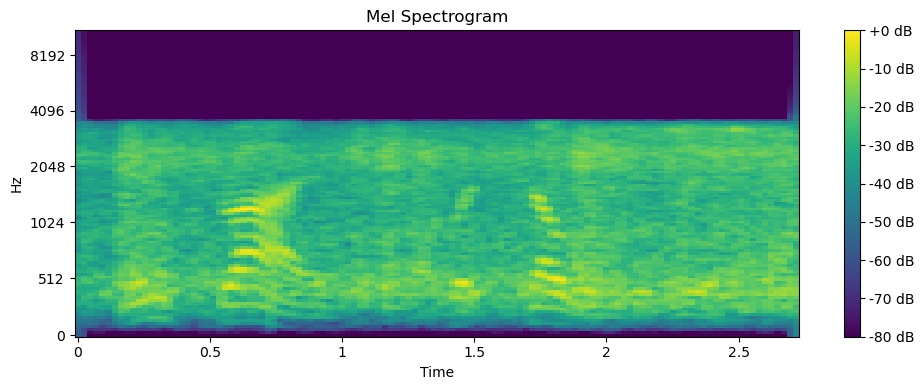 Mel Spectrogram
8192
4096
2048
1024
512
0
Hz
0
0.5
1
1.5
2
2.5
Time
+0 dB
-10 dB
-20 dB
-30 dB
-40 dB
-50 dB
-60 dB
-70 dB
-80 dB